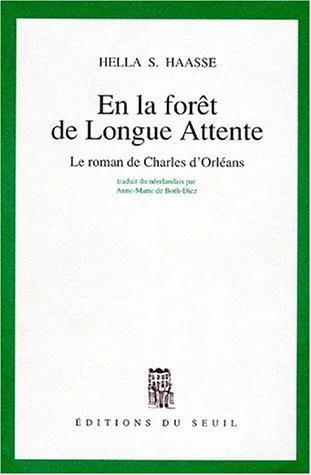 HELLA S. HAASSE
En la forêt
de Longue Attente
Le roman de Charles d'Orléans
traduit du néerlandais par
Anne-Marie de Both-Diez
ÉDITIONS DU SEUIL